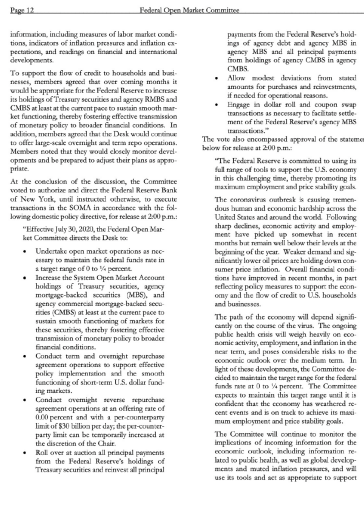 Page 12 Federal Open Market Committee
information, including measures of labor market condi-
tions, indicators of inflation pressures and inflation ex-
pectations, and readings on financial and international
developments.
To support the flow of credit to households and busi-
nesses, members agreed that over coming months it
would be appropriate for the Federal Reserve to increase
its holdings of Treasury securities and agency RMBS and
CMBS at least at the current pace to sustain smooth mar-
ket functioning, thereby fostering effective transmission
of monetary policy to broader financial conditions. In
addition, members agreed that the Desk would continue
to offer large-scale overnight and term repo operations.
Members noted that they would closely monitor devel-
opments and be prepared to adjust their plans as appro-
priate.
At the conclusion of the discussion, the Committee
voted to authorize and direct the Federal Reserve Bank
of New York, until instructed otherwise, to execute
transactions in the SOMA in accordance with the fol-
lowing domestic policy directive, for release at 2:00 p.m.:
"Effective July 30, 2020, the Federal Open Mar-
ket Committee directs the Desk to:
• Undertake open market operations as nec-
essary to maintain the federal funds rate in
a target range of 0 to ¼ percent.
• Increase the System Open Market Account
holdings of Treasury securities, agency
mortgage-backed securities (MBS), and
agency commercial mortgage-backed secu-
rities (CMBS) at least at the current pace to
sustain smooth functioning of markets for
these securities, thereby fostering effective
transmission of monetary policy to broader
financial conditions.
• Conduct term and overnight repurchase
agreement operations to support effective
policy implementation and the smooth
functioning of short-term U.S. dollar fund-
ing markets.
• Conduct overnight reverse repurchase
agreement operations at an offering rate of
0.00 percent and with a per-counterparty
limit of $30 billion per day; the per-counter-
party limit can be temporarily increased at
the discretion of the Chair.
• Roll over at auction all principal payments
from the Federal Reserve's holdings of
Treasury securities and reinvest all principal
payments from the Federal Reserve's hold-
ings of agency debt and agency MBS in
agency MBS and all principal payments
from holdings of agency CMBS in agency
CMBS.
• Allow modest deviations from stated
amounts for purchases and reinvestments,
if needed for operational reasons.
• Engage in dollar roll and coupon swap
transactions as necessary to facilitate settle-
ment of the Federal Reserve's agency MBS
transactions."
The vote also encompassed approval of the stateme
below for release at 2:00 p.m.:
"The Federal Reserve is committed to using its
full range of tools to support the U.S. economy
in this challenging time, thereby promoting its
maximum employment and price stability goals.
The coronavirus outbreak is causing tremen-
dous human and economic hardship across the
United States and around the world. Following
sharp declines, economic activity and employ-
ment have picked up somewhat in recent
months but remain well below their levels at the
beginning of the year. Weaker demand and sig-
nificantly lower oil prices are holding down con-
sumer price inflation. Overall financial condi-
tions have improved in recent months, in part
reflecting policy measures to support the econ-
omy and the flow of credit to U.S. households
and businesses.
The path of the economy will depend signifi-
cantly on the course of the virus. The ongoing
public health crisis will weigh heavily on eco-
nomic activity, employment, and inflation in the
near term, and poses considerable risks to the
economic outlook over the medium term. In
light of these developments, the Committee de-
cided to maintain the target range for the federal
funds rate at 0 to ¼ percent. The Committee
expects to maintain this target range until it is
confident that the economy has weathered re-
cent events and is on track to achieve its maxi-
mum employment and price stability goals.
The Committee will continue to monitor the
implications of incoming information for the
economic outlook, including information re-
lated to public health, as well as global develop-
ments and muted inflation pressures, and will
use its tools and act as appropriate to support